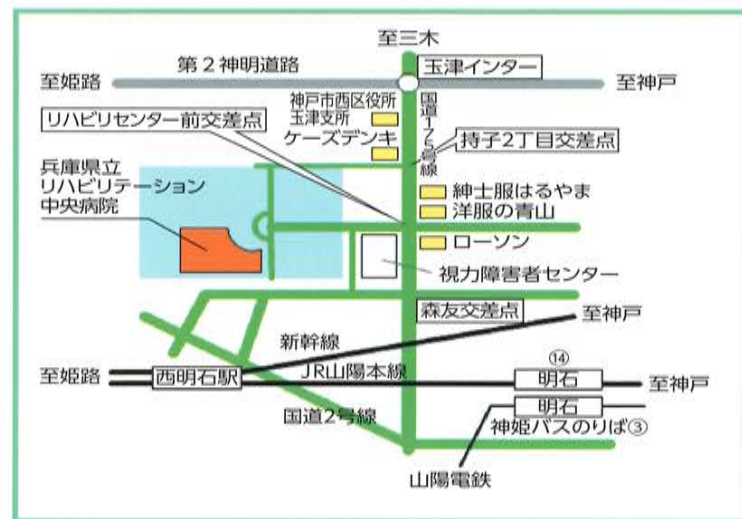 至三木
第2神明道路
玉津インター
至姫路
至神戸
神戸市西区役所
玉津支所
国道175号線
リハビリセンター前交差点
ケーズデンキ
持子2丁目交差点
兵庫県立
リハビリテーション
中央病院
紳士服はるやま
洋服の青山
ローソン
視力障害者センター
森友交差点
至神戸
新幹線
⑭
至姫路
西明石駅
JR山陽本線
明石
至神戸
明石
国道2号線
神姫バスのりば③
山陽電鉄